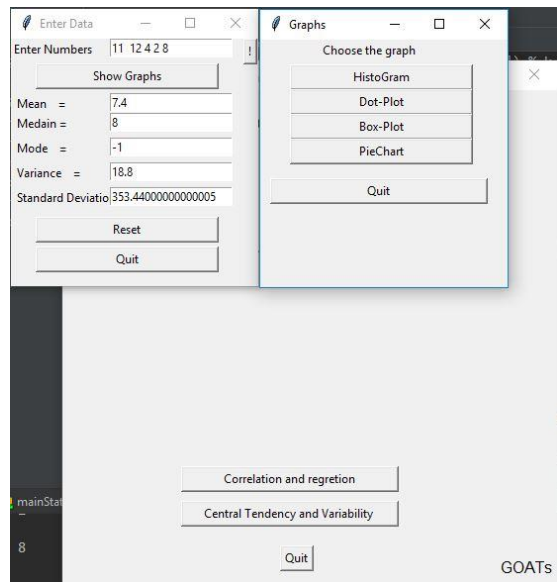 Enter Data
Enter Numbers 11 12 4 2 8 !
Show Graphs
Mean = 7.4
Medain = 8
Mode = -1
Variance = 18.8
Standard Deviatio 353.44000000000005
Reset
Quit
Graphs
Choose the graph
HistoGram
Dot-Plot
Box-Plot
PieChart
Quit
Correlation and regretion
Central Tendency and Variability
Quit
GOATs
mainStat
8